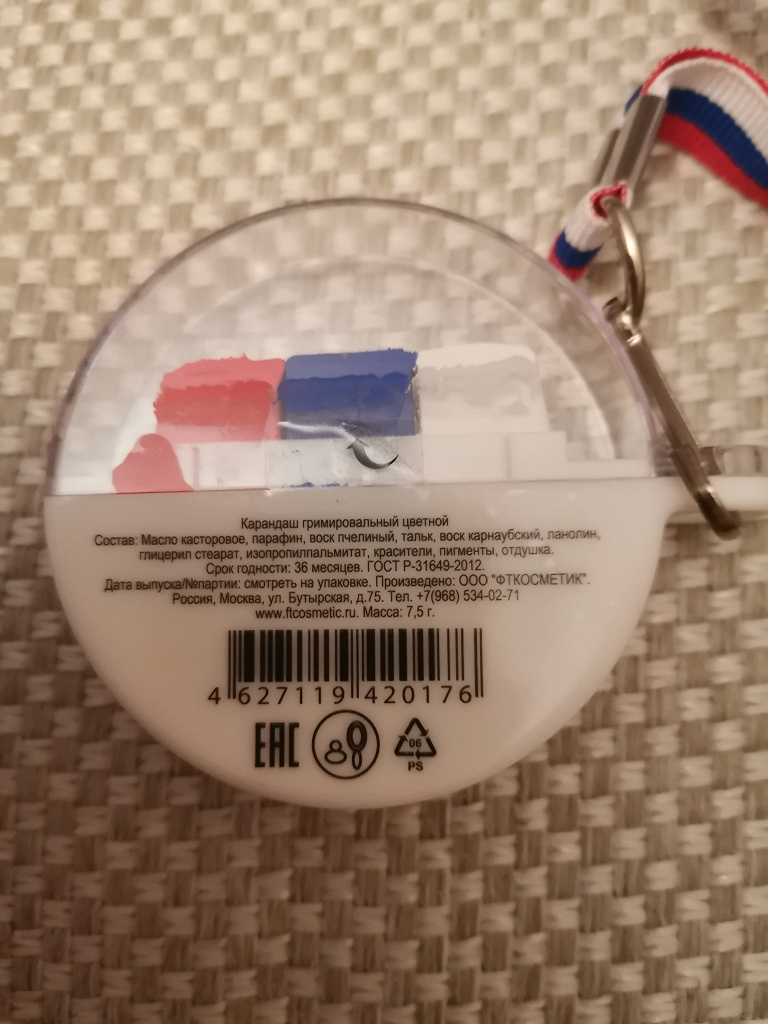 Карандаш гримировальный цветной
Состав: Масло касторовое, парафин, воск пчелиный, тальк, воск карнаубский, ланолин,
глицерил стеарат, изопропилпальмитат, красители, пигменты, отдушка.
Срок годности: 36 месяцев. ГОСТ Р-31649-2012.
Дата выпуска/№партии: смотреть на упаковке. Произведено: ООО "ФТКОСМЕТИК".
Россия, Москва, ул. Бутырская, д.75. Тел. +7(968) 534-02-71
www.ftcosmetic.ru. Масса: 7,5 г.
4 627119 420176
EAC
06
PS